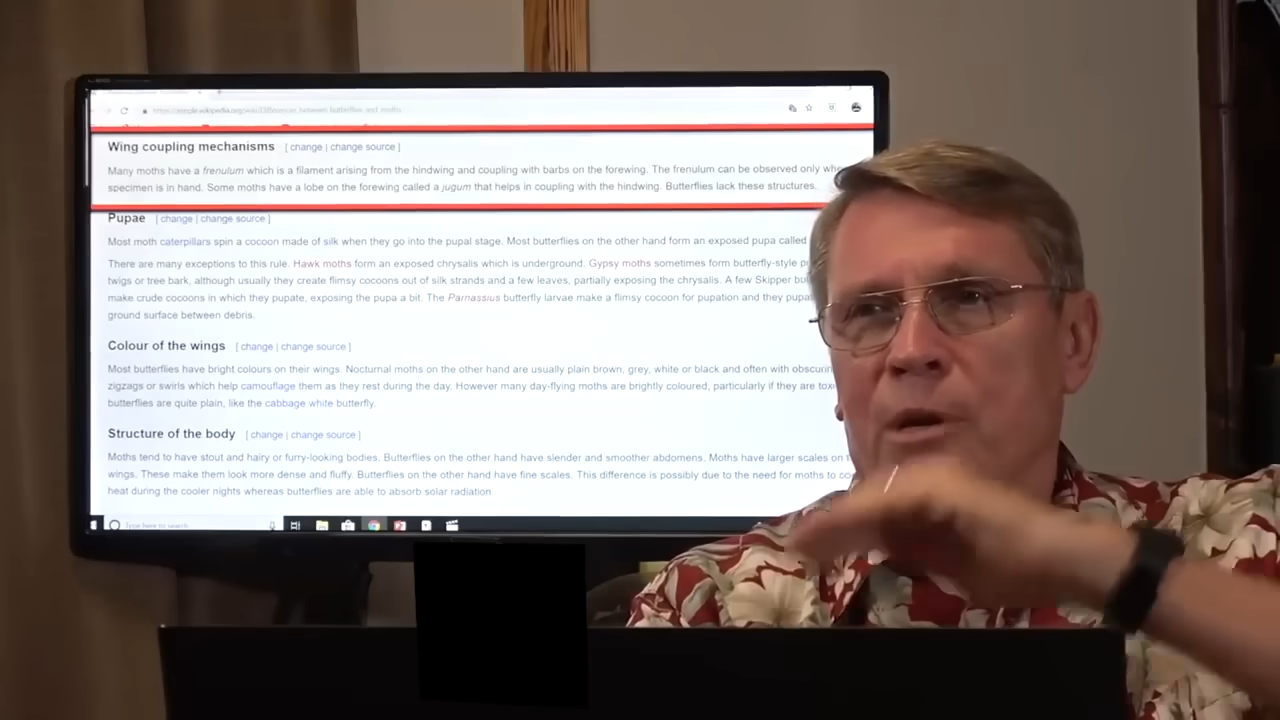 https://simple.wikipedia.org/wiki/Differences_between_butterflies_and_moths
Wing coupling mechanisms [ change | change source ]
Many moths have a frenulum which is a filament arising from the hindwing and coupling with barbs on the forewing. The frenulum can be observed only whe
specimen is in hand. Some moths have a lobe on the forewing called a jugum that helps in coupling with the hindwing. Butterflies lack these structures.
Pupae [ change | change source ]
Most moth caterpillars spin a cocoon made of silk when they go into the pupal stage. Most butterflies on the other hand form an exposed pupa called
There are many exceptions to this rule. Hawk moths form an exposed chrysalis which is underground. Gypsy moths sometimes form butterfly-style p
twigs or tree bark, although usually they create flimsy cocoons out of silk strands and a few leaves, partially exposing the chrysalis. A few Skipper bu
make crude cocoons in which they pupate, exposing the pupa a bit. The Parnassius butterfly larvae make a flimsy cocoon for pupation and they pupa
ground surface between debris.
Colour of the wings [ change | change source ]
Most butterflies have bright colours on their wings. Nocturnal moths on the other hand are usually plain brown, grey, white or black and often with obscurin
zigzags or swirls which help camouflage them as they rest during the day. However many day-flying moths are brightly coloured, particularly if they are tox
butterflies are quite plain, like the cabbage white butterfly.
Structure of the body [ change | change source ]
Moths tend to have stout and hairy or furry-looking bodies. Butterflies on the other hand have slender and smoother abdomens. Moths have larger scales on t
wings. These make them look more dense and fluffy. Butterflies on the other hand have fine scales. This difference is possibly due to the need for moths to co
heat during the cooler nights whereas butterflies are able to absorb solar radiation
Type here to search